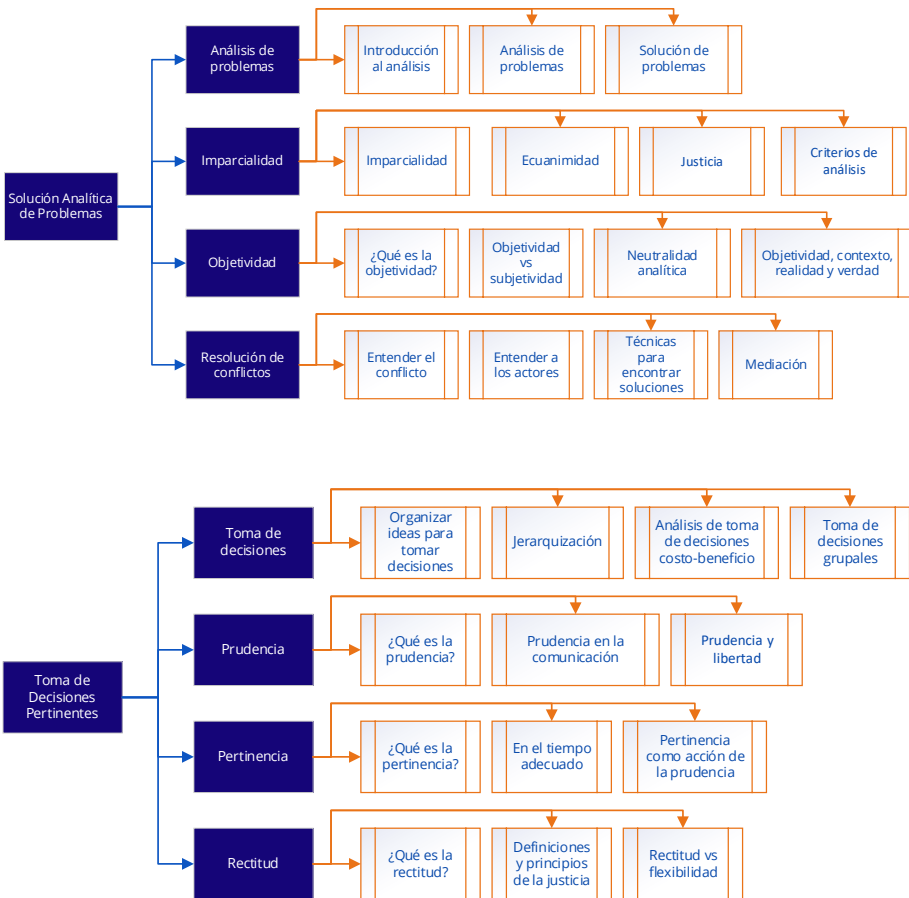 Análisis de
problemas
Introducción
al análisis
Análisis de
problemas
Solución de
problemas
Imparcialidad
Imparcialidad
Ecuanimidad
Justicia
Criterios de
análisis
Solución Analítica
de Problemas
Objetividad
¿Qué es la
objetividad?
Objetividad
vs
subjetividad
Neutralidad
analítica
Objetividad, contexto,
realidad y verdad
Resolución de
conflictos
Entender el
conflicto
Entender a
los actores
Técnicas
para
encontrar
soluciones
Mediación
Toma de
decisiones
Organizar
ideas para
tomar
decisiones
Jerarquización
Análisis de toma
de decisiones
costo-beneficio
Toma de
decisiones
grupales
Prudencia
¿Qué es la
prudencia?
Prudencia en la
comunicación
Prudencia y
libertad
Toma de
Decisiones
Pertinentes
Pertinencia
¿Qué es la
pertinencia?
En el tiempo
adecuado
Pertinencia
como acción de
la prudencia
Rectitud
¿Qué es la
rectitud?
Definiciones
y principios
de la justicia
Rectitud vs
flexibilidad